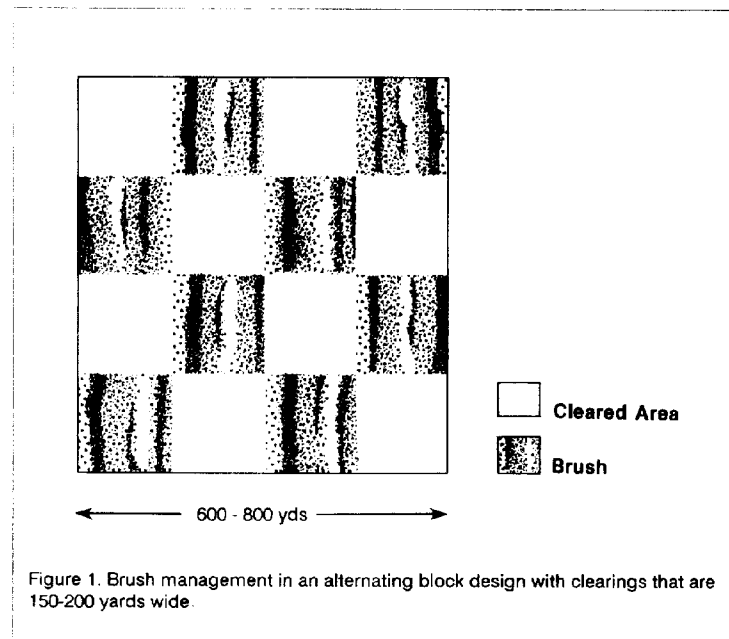 Cleared Area
Brush
600 - 800 yds
Figure 1. Brush management in an alternating block design with clearings that are
150-200 yards wide.